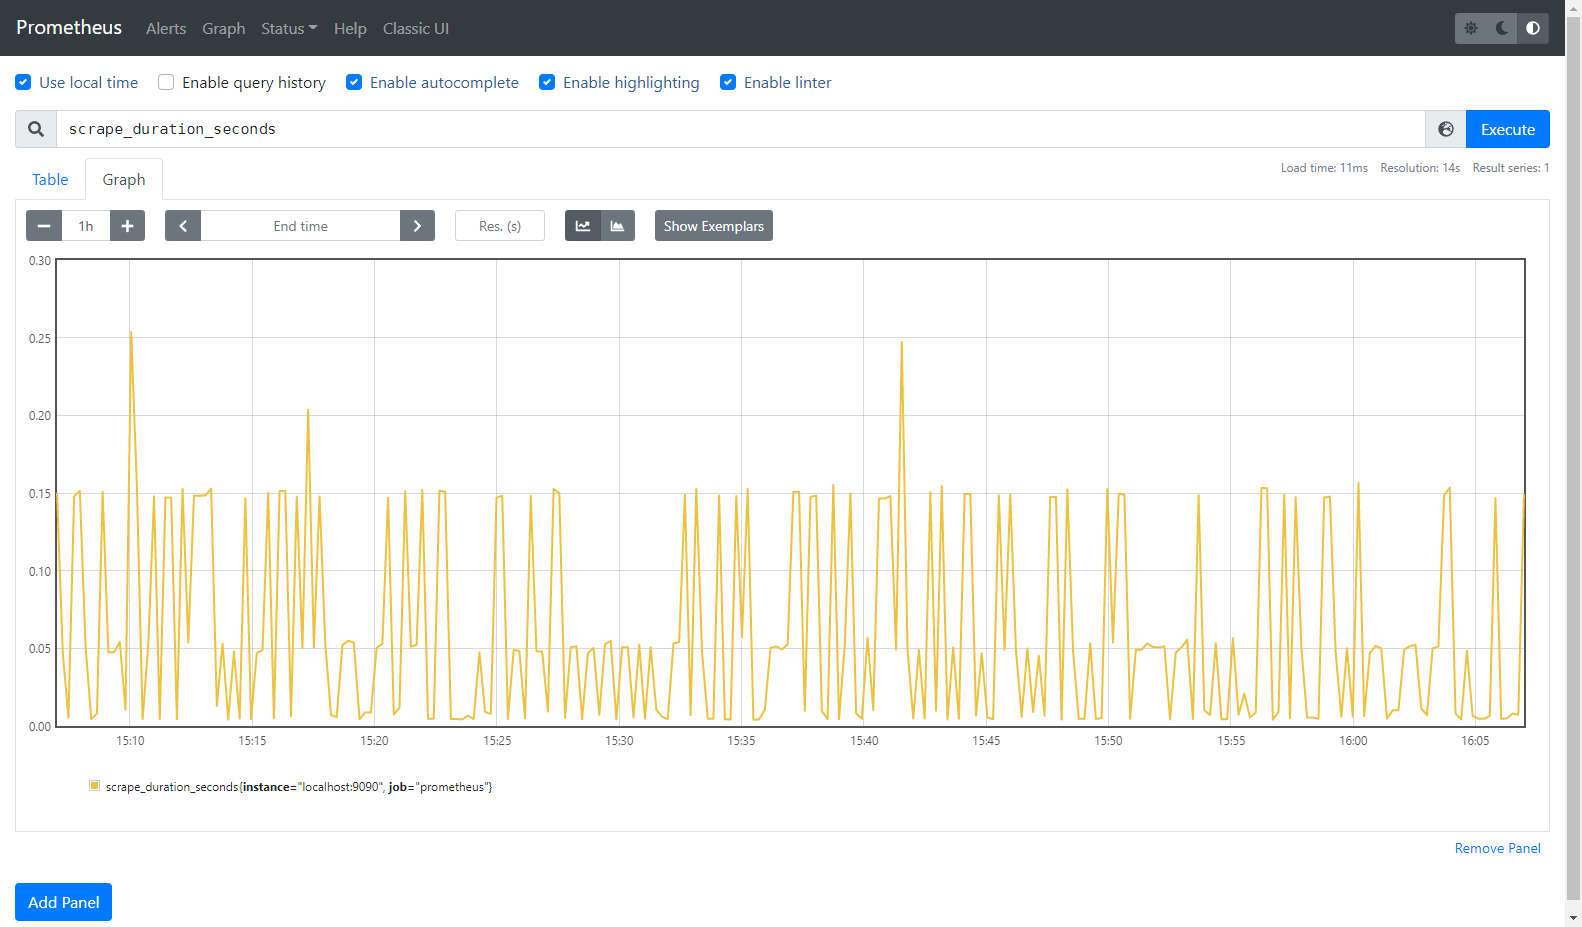 Prometheus Alerts Graph Status Help Classic UI
Use local time Enable query history Enable autocomplete Enable highlighting Enable linter
scrape_duration_seconds Execute
Load time: 11ms Resolution: 14s Result series: 1
Table Graph
1h End time Res. (s) Show Exemplars
0.30
0.25
0.20
0.15
0.10
0.05
0.00
15:10 15:15 15:20 15:25 15:30 15:35 15:40 15:45 15:50 15:55 16:00 16:05
scrape_duration_seconds{instance="localhost:9090", job="prometheus"}
Remove Panel
Add Panel